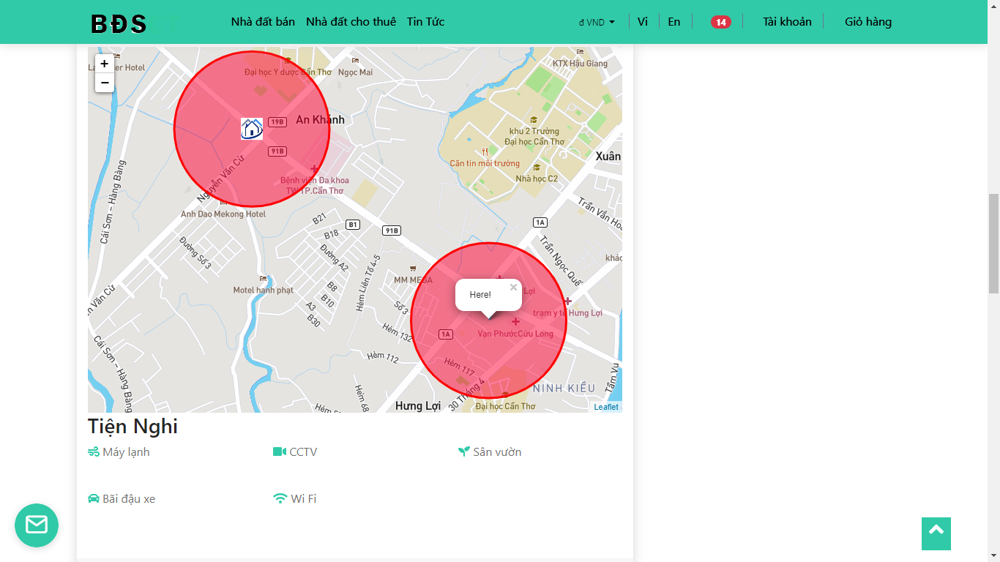 BĐS
Nhà đất bán
Nhà đất cho thuê
Tin Tức
đ VND
Vi
En
14
Tài khoản
Giỏ hàng
+
−
Hotel
Đại học Y dược Cần Thơ
Ngọc Mai
KTX Hậu Giang
19B
An Khánh
91B
khu 2 Trường
Đại học Cần Thơ
Căn tin môi trường
Xuân
Nhà học C2
Nguyễn Văn Cừ
Bệnh viện Đa khoa
TW TP.Cần Thơ
Cái Sơn – Hàng Bàng
Anh Dao Mekong Hotel
Trần Văn Hoà
B21
B1
91B
1A
B18
Đường Số 3
Đường A2
Trần Ngọc Quế
Hẻm Liên Tổ 4-5
MM MEGA
khác
Motel hanh phạt
B8
B10
A3
B30
Số 3
Here!
×
Lợi
trạm y tế Hưng Lợi
Văn Cừ
Hẻm 132
1A
Vạn PhướcCửu Long
Cái Sơn – Hàng Bàng
Hẻm 112
Hẻm 117
30 Tháng 4
Hẻm 68
NINH KIỀU
Tầm Vu
Hưng Lợi
Đại học Cần Thơ
Leaflet
Tiện Nghi
Máy lạnh
CCTV
Sân vườn
Bãi đậu xe
Wi Fi